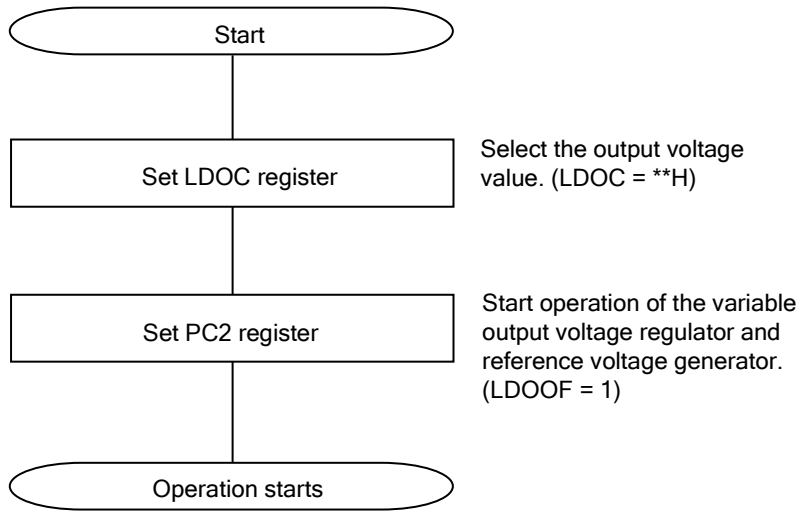 Start
Set LDOC register
Select the output voltage
value. (LDOC = **H)
Set PC2 register
Start operation of the variable
output voltage regulator and
reference voltage generator.
(LDOOF = 1)
Operation starts